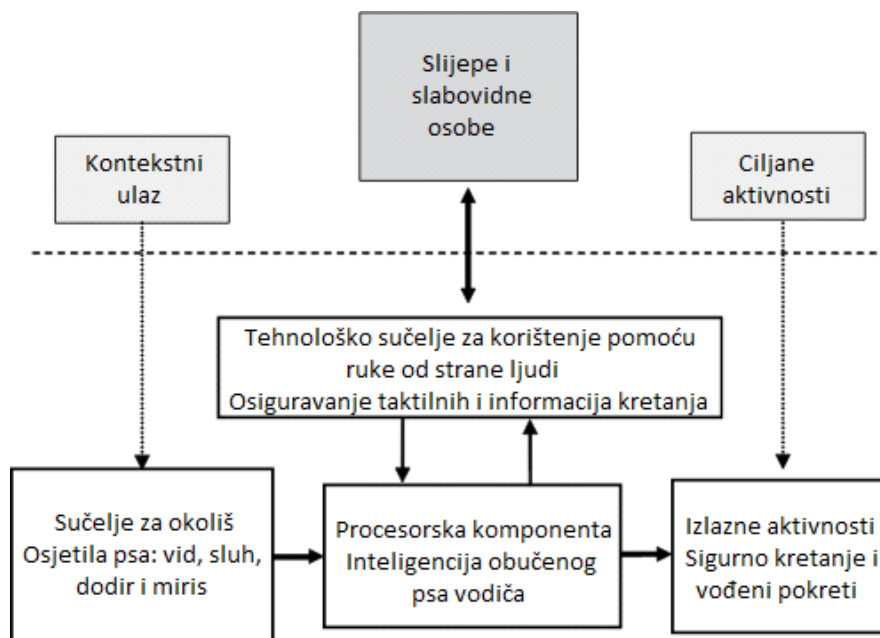 Slijepe i
slabovidne
osobe
Kontekstni
ulaz
Ciljane
aktivnosti
Tehnološko sučelje za korištenje pomoću
ruke od strane ljudi
Osiguravanje taktilnih i informacija kretanja
Sučelje za okoliš
Osjetila psa: vid, sluh,
dodir i miris
Procesorska komponenta
Inteligencija obučenog
psa vodiča
Izlazne aktivnosti
Sigurno kretanje i
vođeni pokreti